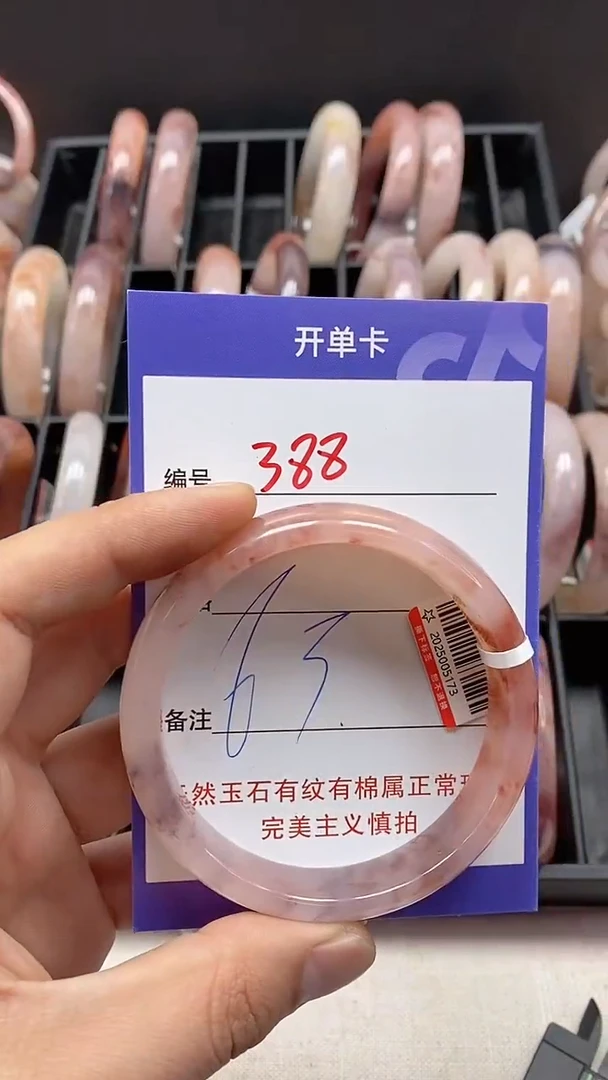 开单卡
编号 388
63.
备注
然玉石有纹有棉属正常
完美主义慎拍
2025005173